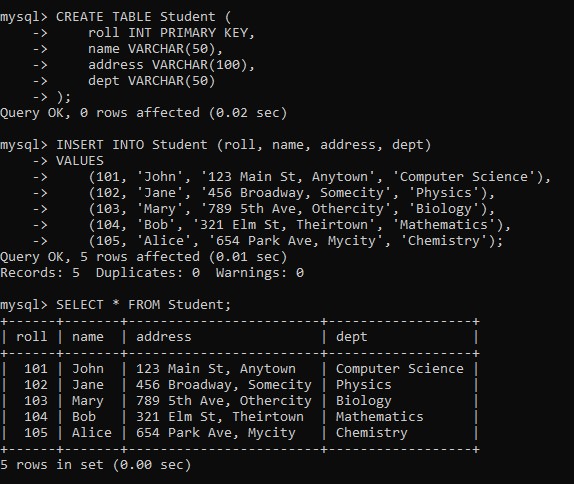 mysql> CREATE TABLE Student (
    ->     roll INT PRIMARY KEY,
    ->     name VARCHAR(50),
    ->     address VARCHAR(100),
    ->     dept VARCHAR(50)
    -> );
Query OK, 0 rows affected (0.02 sec)

mysql> INSERT INTO Student (roll, name, address, dept)
    -> VALUES
    ->     (101, 'John', '123 Main St, Anytown', 'Computer Science'),
    ->     (102, 'Jane', '456 Broadway, Somecity', 'Physics'),
    ->     (103, 'Mary', '789 5th Ave, Othercity', 'Biology'),
    ->     (104, 'Bob', '321 Elm St, Theirtown', 'Mathematics'),
    ->     (105, 'Alice', '654 Park Ave, Mycity', 'Chemistry');
Query OK, 5 rows affected (0.01 sec)
Records: 5  Duplicates: 0  Warnings: 0

mysql> SELECT * FROM Student;
+------+-------+------------------------+------------------+
| roll | name  | address                | dept             |
+------+-------+------------------------+------------------+
|  101 | John  | 123 Main St, Anytown   | Computer Science |
|  102 | Jane  | 456 Broadway, Somecity | Physics          |
|  103 | Mary  | 789 5th Ave, Othercity | Biology          |
|  104 | Bob   | 321 Elm St, Theirtown  | Mathematics      |
|  105 | Alice | 654 Park Ave, Mycity   | Chemistry        |
+------+-------+------------------------+------------------+
5 rows in set (0.00 sec)